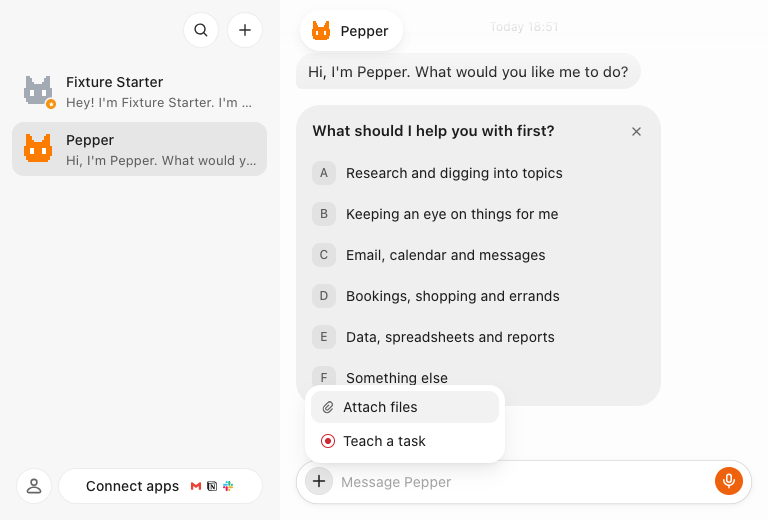 Fixture Starter
Hey! I'm Fixture Starter. I'm ...
Pepper
Hi, I'm Pepper. What would y...
Connect apps
Pepper
Today 18:51
Hi, I'm Pepper. What would you like me to do?
What should I help you with first?
A Research and digging into topics
B Keeping an eye on things for me
C Email, calendar and messages
D Bookings, shopping and errands
E Data, spreadsheets and reports
F Something else
Attach files
Teach a task
Message Pepper